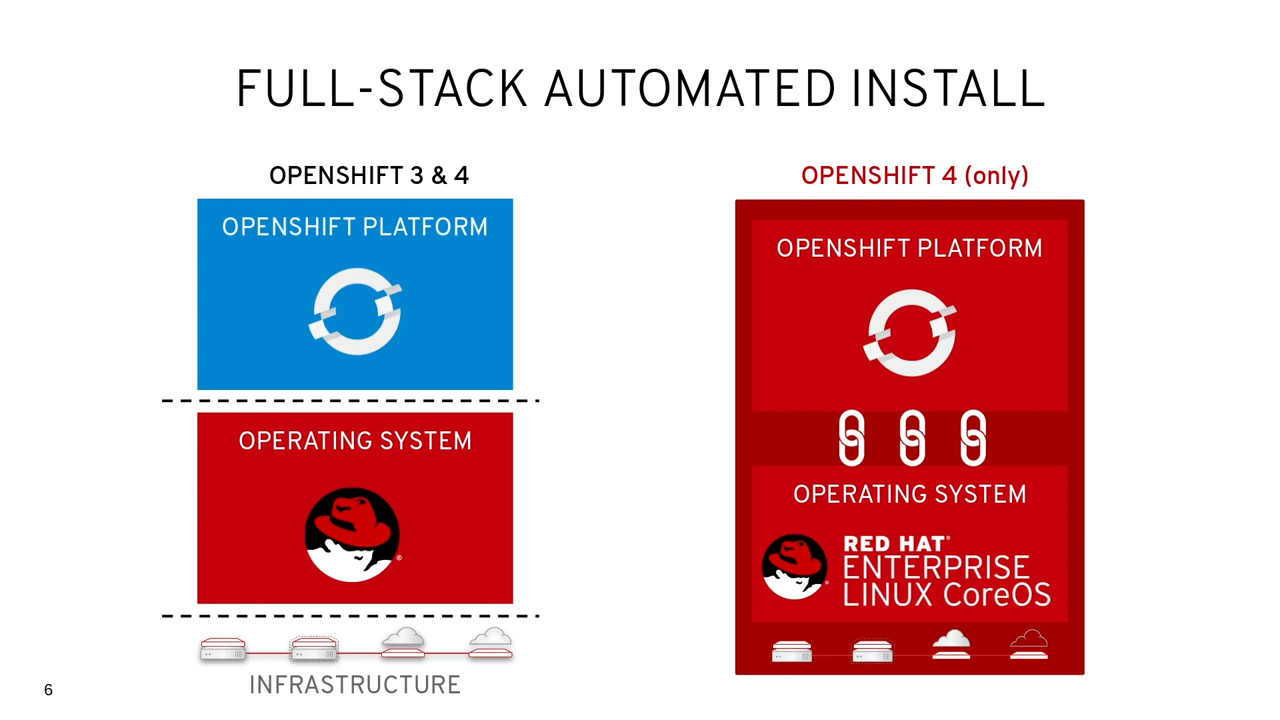 FULL-STACK AUTOMATED INSTALL
OPENSHIFT 3 & 4
OPENSHIFT PLATFORM
OPERATING SYSTEM
INFRASTRUCTURE
OPENSHIFT 4 (only)
OPENSHIFT PLATFORM
OPERATING SYSTEM
RED HAT®
ENTERPRISE
LINUX CoreOS
6